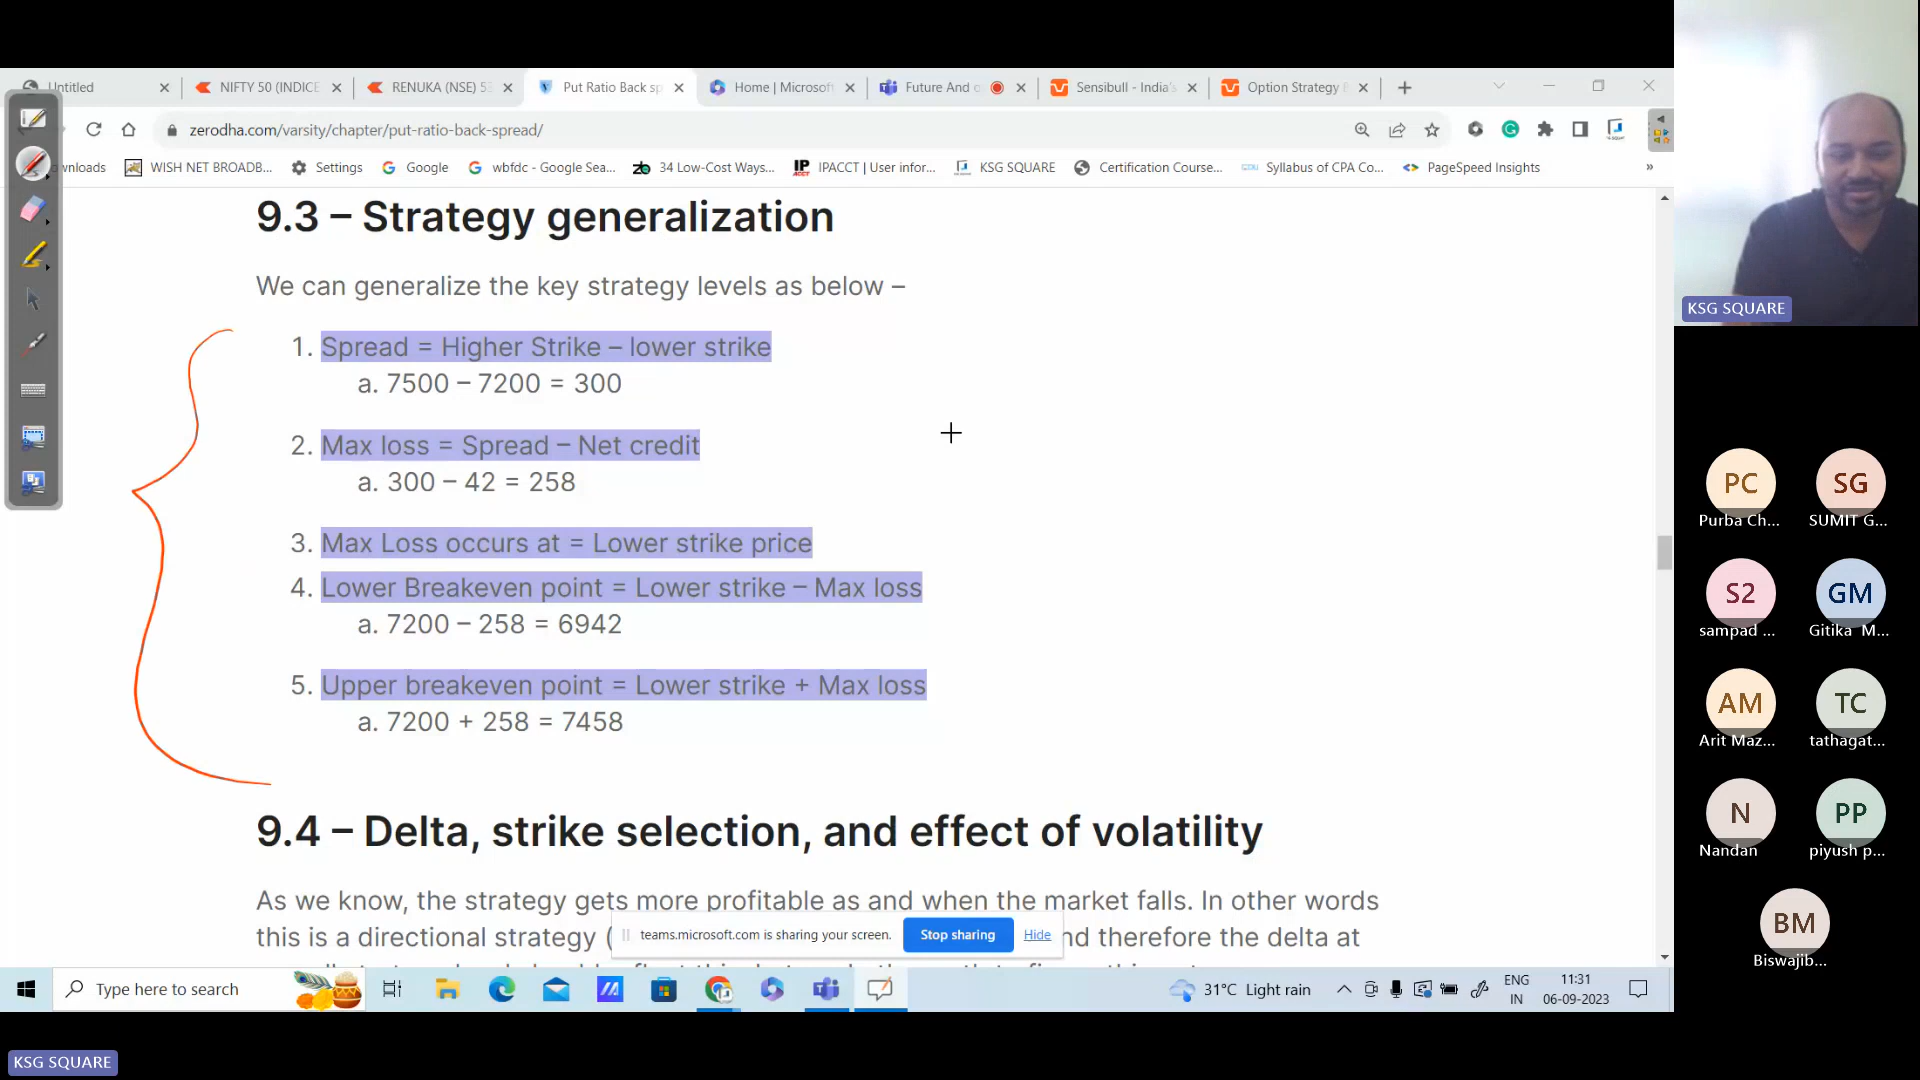 Untitled
NIFTY 50 (INDICE
RENUKA (NSE) 53
Put Ratio Back sp
Home | Microsoft
Future And o
Sensibull - India's
Option Strategy B
zerodha.com/varsity/chapter/put-ratio-back-spread/
wnloads
WISH NET BROADB...
Settings
Google
wbfdc - Google Sea...
34 Low-Cost Ways...
IPACCT | User infor...
KSG SQUARE
Certification Course...
Syllabus of CPA Co...
PageSpeed Insights
9.3 – Strategy generalization
We can generalize the key strategy levels as below –
1. Spread = Higher Strike – lower strike
a. 7500 – 7200 = 300
2. Max loss = Spread – Net credit
a. 300 – 42 = 258
3. Max Loss occurs at = Lower strike price
4. Lower Breakeven point = Lower strike – Max loss
a. 7200 – 258 = 6942
5. Upper breakeven point = Lower strike + Max loss
a. 7200 + 258 = 7458
9.4 – Delta, strike selection, and effect of volatility
As we know, the strategy gets more profitable as and when the market falls. In other words
this is a directional strategy (
nd therefore the delta at
teams.microsoft.com is sharing your screen.
Stop sharing
Hide
Type here to search
31°C Light rain
ENG
IN
11:31
06-09-2023
KSG SQUARE
KSG SQUARE
PC
Purba Ch...
SG
SUMIT G...
S2
sampad ...
GM
Gitika M...
AM
Arit Maz...
TC
tathagat...
N
Nandan
PP
piyush p...
BM
Biswajib...